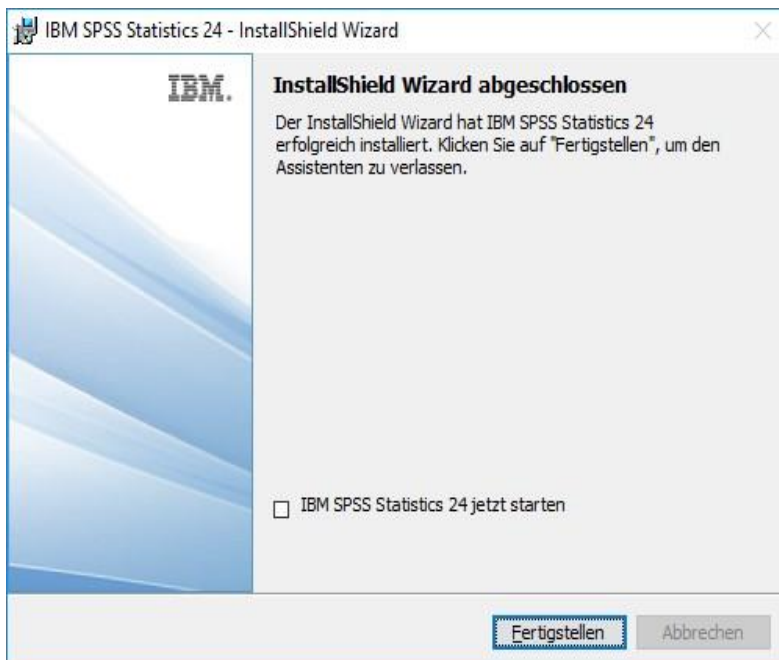 IBM SPSS Statistics 24 - InstallShield Wizard
IBM.
InstallShield Wizard abgeschlossen
Der InstallShield Wizard hat IBM SPSS Statistics 24
erfolgreich installiert. Klicken Sie auf "Fertigstellen", um den
Assistenten zu verlassen.
IBM SPSS Statistics 24 jetzt starten
Fertigstellen
Abbrechen